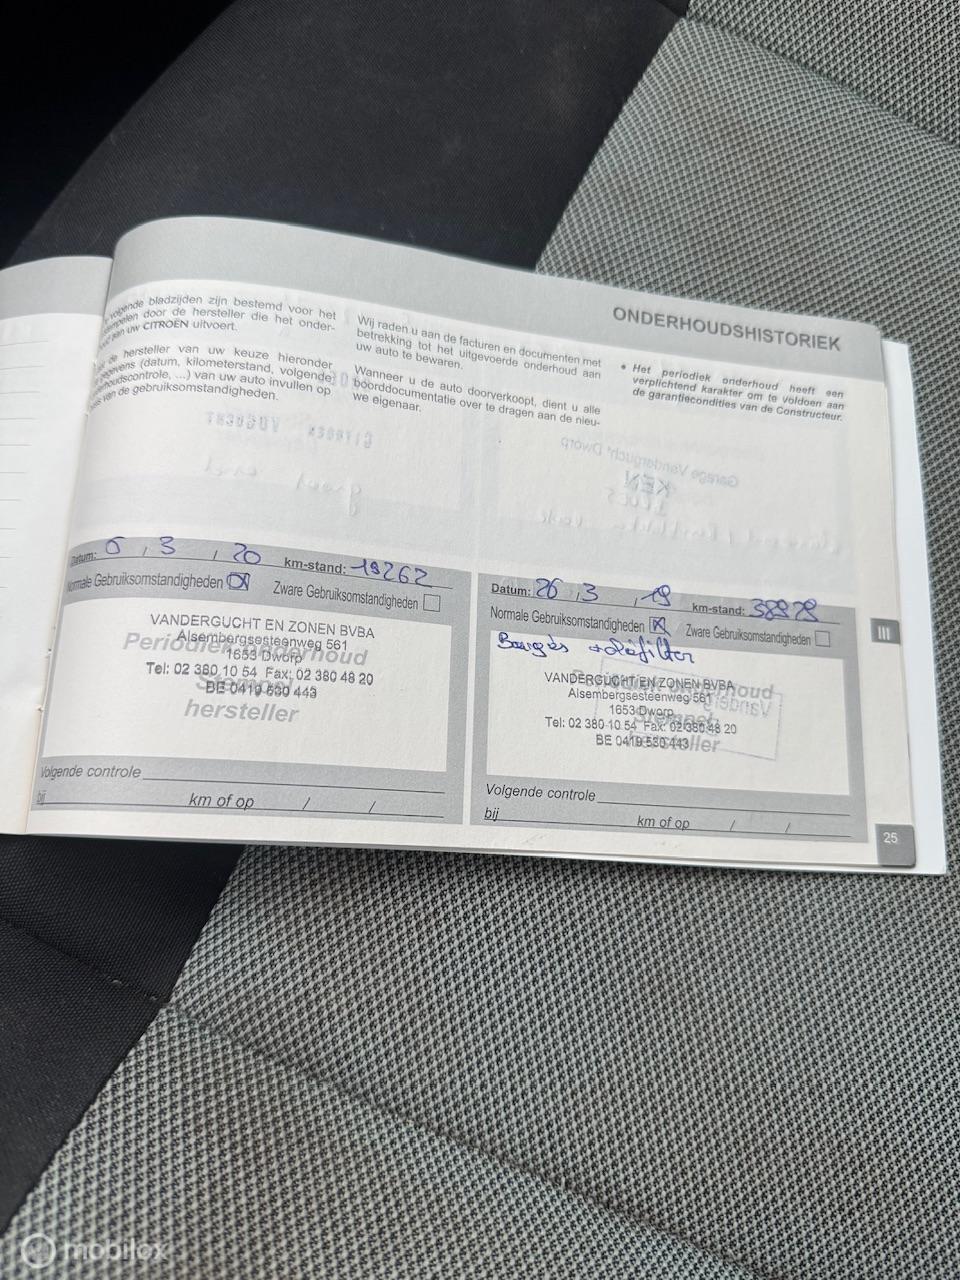 ONDERHOUDSHISTORIEK
volgende bladzijden zijn bestemd voor het
door de hersteller die het onder-
uw CITROËN uitvoert.
de hersteller van uw keuze hieronder
(datum, kilometerstand, volgende
...) van uw auto invullen op
van de gebruiksomstandigheden.
Wij raden u aan de facturen en documenten met
betrekking tot het uitgevoerde onderhoud aan
uw auto te bewaren.
Wanneer u de auto doorverkoopt, dient u alle
boorddocumentatie over te dragen aan de nieu-
we eigenaar.
• Het periodiek onderhoud heeft een
verplichtend karakter om te voldoen aan
de garantiecondities van de Constructeur.
Datum: 6 , 3 , 20 km-stand: 19262
Normale Gebruiksomstandigheden Zware Gebruiksomstandigheden
Periodiek onderhoud
Stempel
hersteller
VANDERGUCHT EN ZONEN BVBA
Alsembergsesteenweg 561
1653 Dworp
Tel: 02 380 10 54 Fax: 02 380 48 20
BE 0419 530 443
Volgende controle
bij km of op / /
Datum: 26 , 3 , 19 km-stand:
Normale Gebruiksomstandigheden Zware Gebruiksomstandigheden
Periodiek onderhoud
Stempel
hersteller
VANDERGUCHT EN ZONEN BVBA
Alsembergsesteenweg 561
1653 Dworp
Tel: 02 380 10 54 Fax: 02 380 48 20
BE 0419 530 443
Volgende controle
bij km of op / /
III
25
mobilox